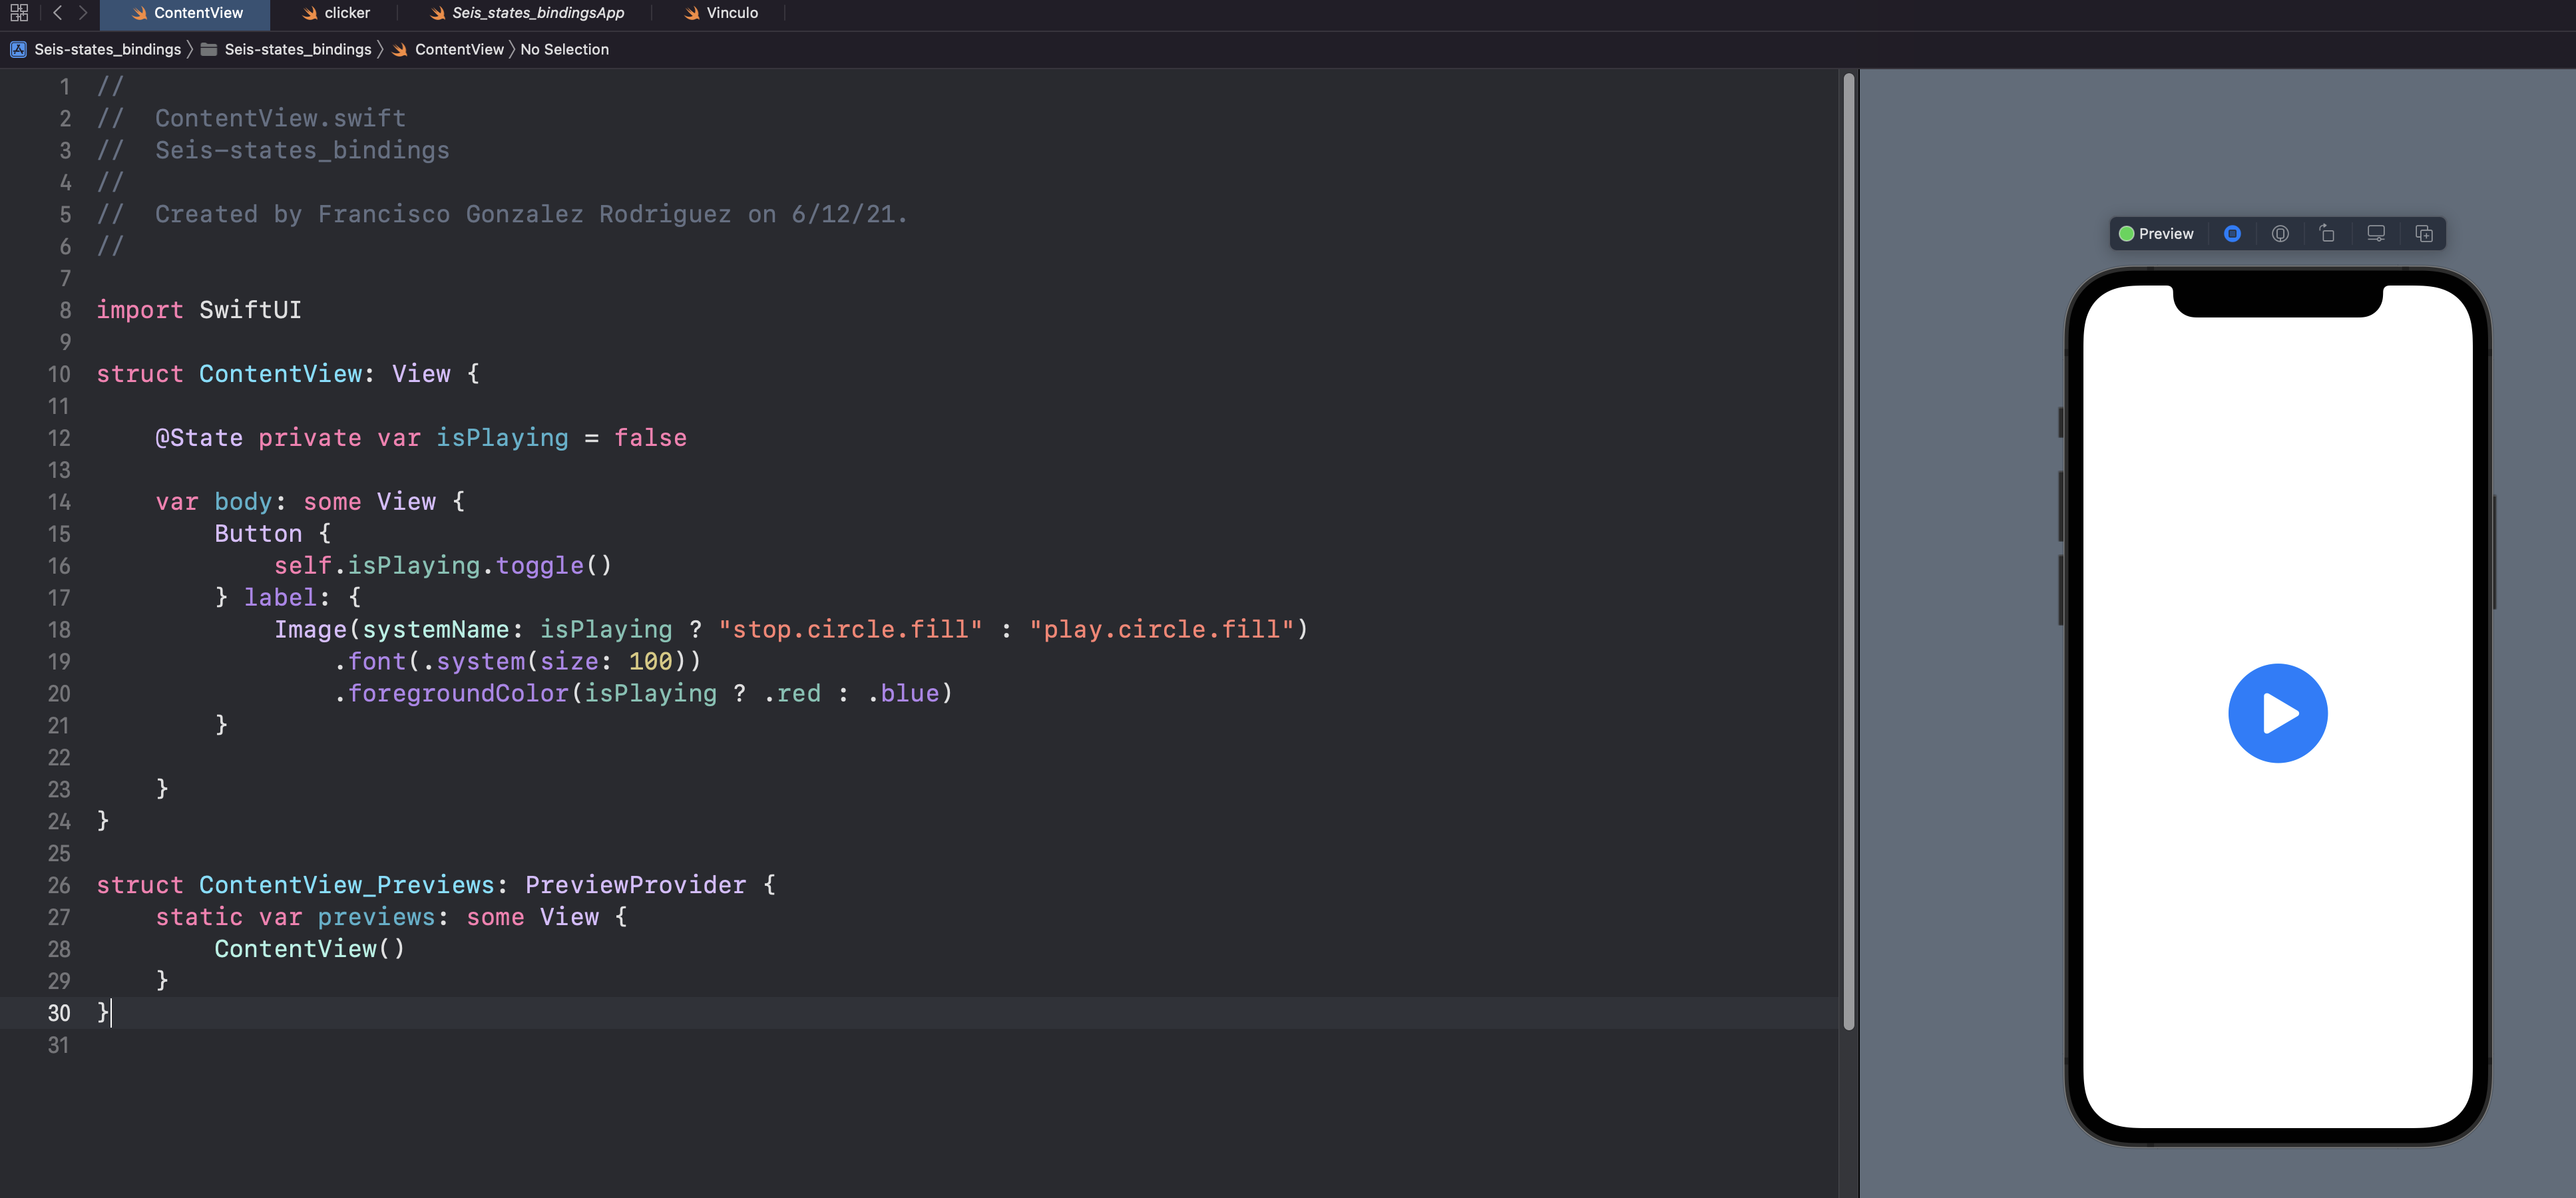 ContentView clicker Seis_states_bindingsApp Vinculo
Seis-states_bindings Seis-states_bindings ContentView No Selection
1 //
2 //  ContentView.swift
3 //  Seis-states_bindings
4 //
5 //  Created by Francisco Gonzalez Rodriguez on 6/12/21.
6 //
7
8 import SwiftUI
9
10 struct ContentView: View {
11
12     @State private var isPlaying = false
13
14     var body: some View {
15         Button {
16             self.isPlaying.toggle()
17         } label: {
18             Image(systemName: isPlaying ? "stop.circle.fill" : "play.circle.fill")
19                 .font(.system(size: 100))
20                 .foregroundColor(isPlaying ? .red : .blue)
21         }
22
23     }
24 }
25
26 struct ContentView_Previews: PreviewProvider {
27     static var previews: some View {
28         ContentView()
29     }
30 }
31
Preview